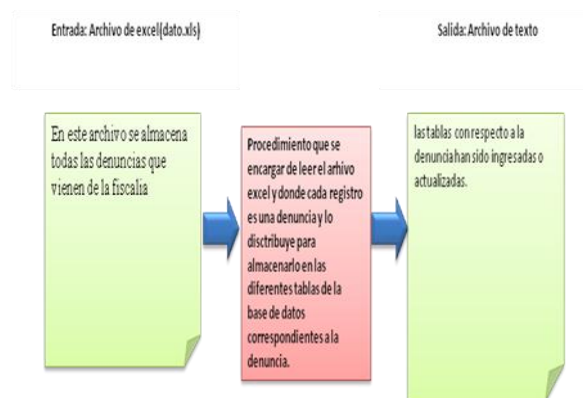 Entrada: Archivo de excel(dato.xls)
Salida: Archivo de texto
En este archivo se almacena
todas las denuncias que
vienen de la fiscalia
Procedimiento que se
encargar de leer el arhivo
excel y donde cada registro
es una denuncia y lo
disctribuye para
almacenarlo en las
diferentes tablas de la
base de datos
correspondientes a la
denuncia.
las tablas con respecto a la
denuncia han sido ingresadas o
actualizadas.